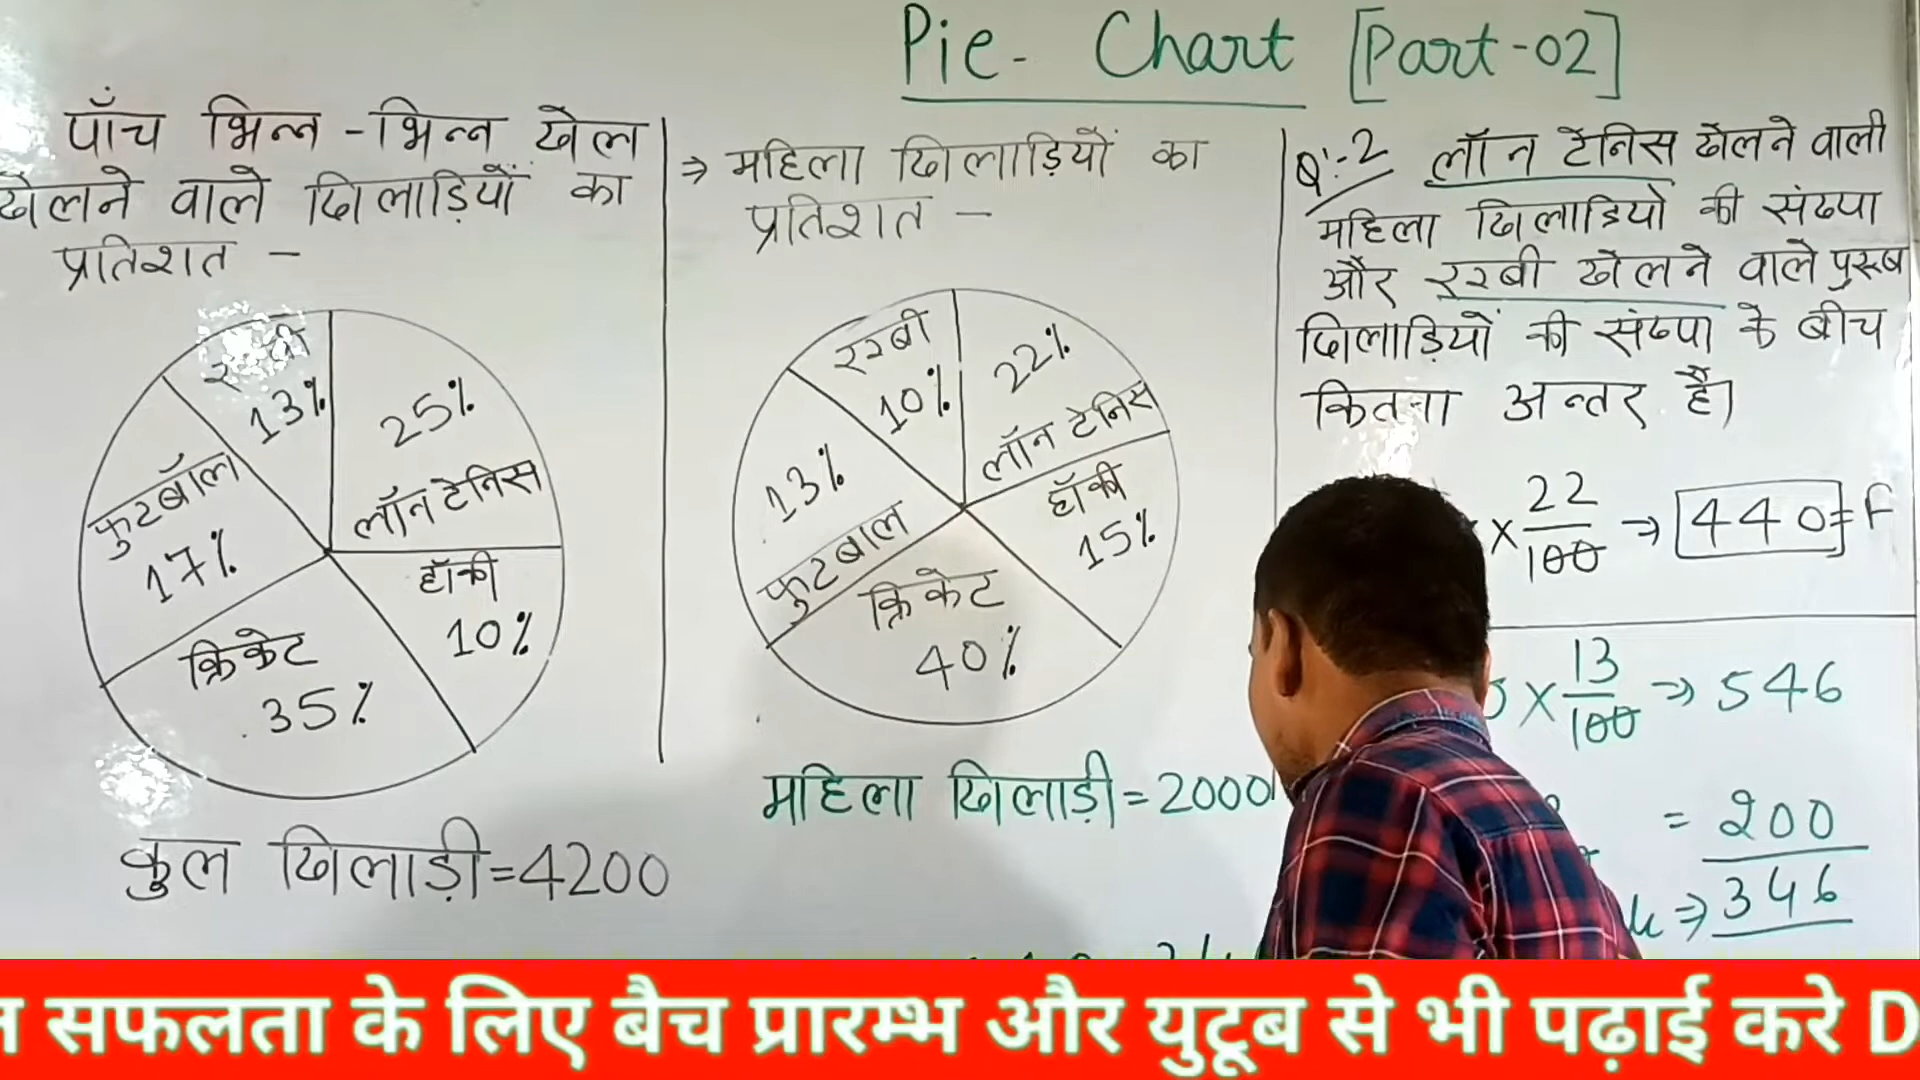 Pie- Chart [Part-02]
पाँच भिन्न -भिन्न खेल
खेलने वाले खिलाड़ियों का
प्रतिशत -
13%
25%
लॉन टेनिस
फुटबॉल
17%
हॉकी
10%
क्रिकेट
35%
कुल खिलाड़ी=4200
⇒ महिला खिलाड़ियों का
प्रतिशत -
रग्बी
10%
22%
लॉन टेनिस
13%
फुटबाल
हॉकी
15%
क्रिकेट
40%
महिला खिलाड़ी=2000
Q:-2 लॉन टेनिस खेलने वाली
महिला खिलाडियों की संख्या
और रग्बी खेलने वाले पुरूष
खिलाड़ियों की संख्या के बीच
कितना अन्तर है।
× 22/100 ⇒ 440 = F
× 13/100 ⇒ 546
= 200
⇒ 346
सफलता के लिए बैच प्रारम्भ और युटूब से भी पढ़ाई करे D